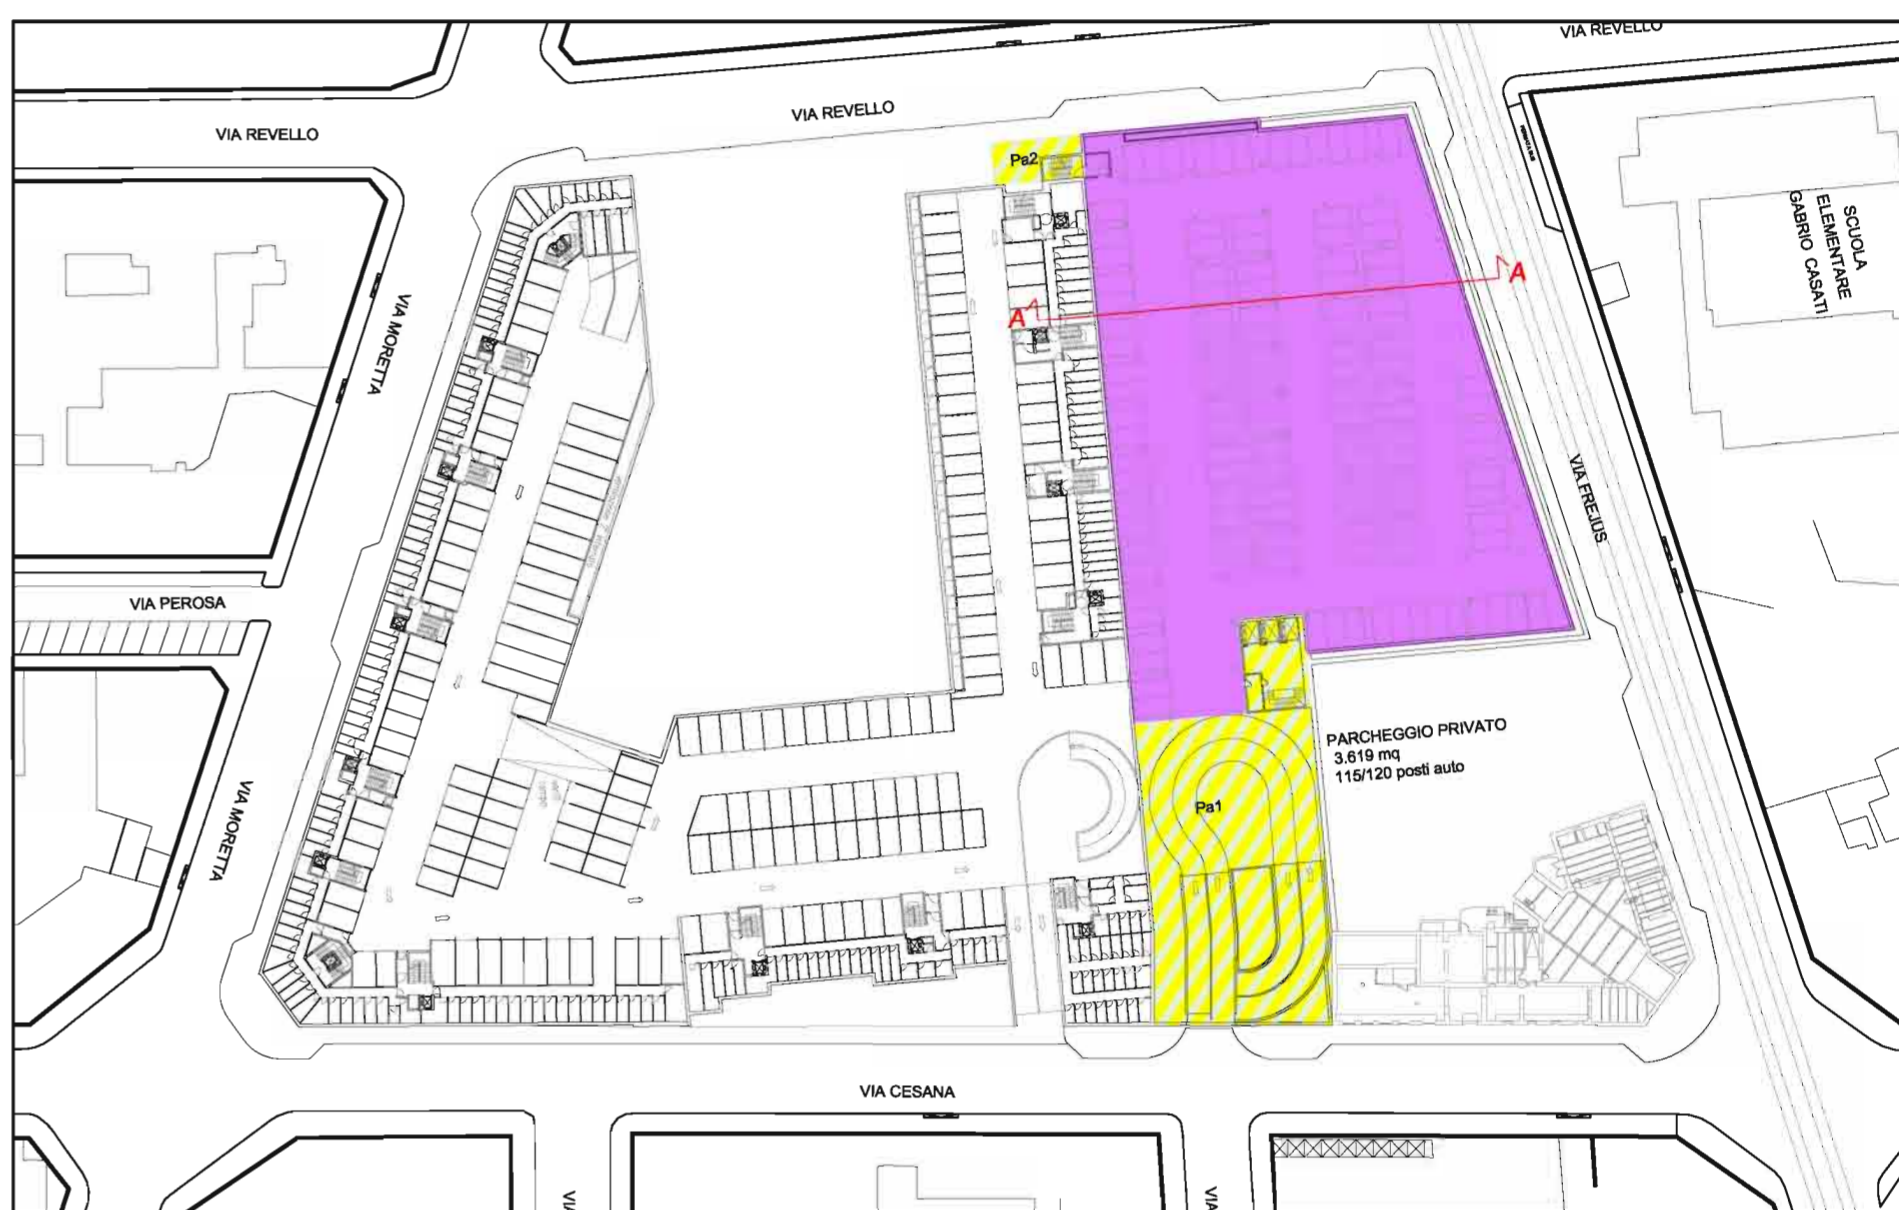 VIA REVELLO
VIA REVELLO
VIA REVELLO
Pa2
SCUOLA
ELEMENTARE
GABRIO CASATI
A
A
VIA MORETTA
VIA FREJUS
VIA PEROSA
PARCHEGGIO PRIVATO
3.619 mq
115/120 posti auto
Pa1
VIA MORETTA
VIA CESANA
VIA
VIA